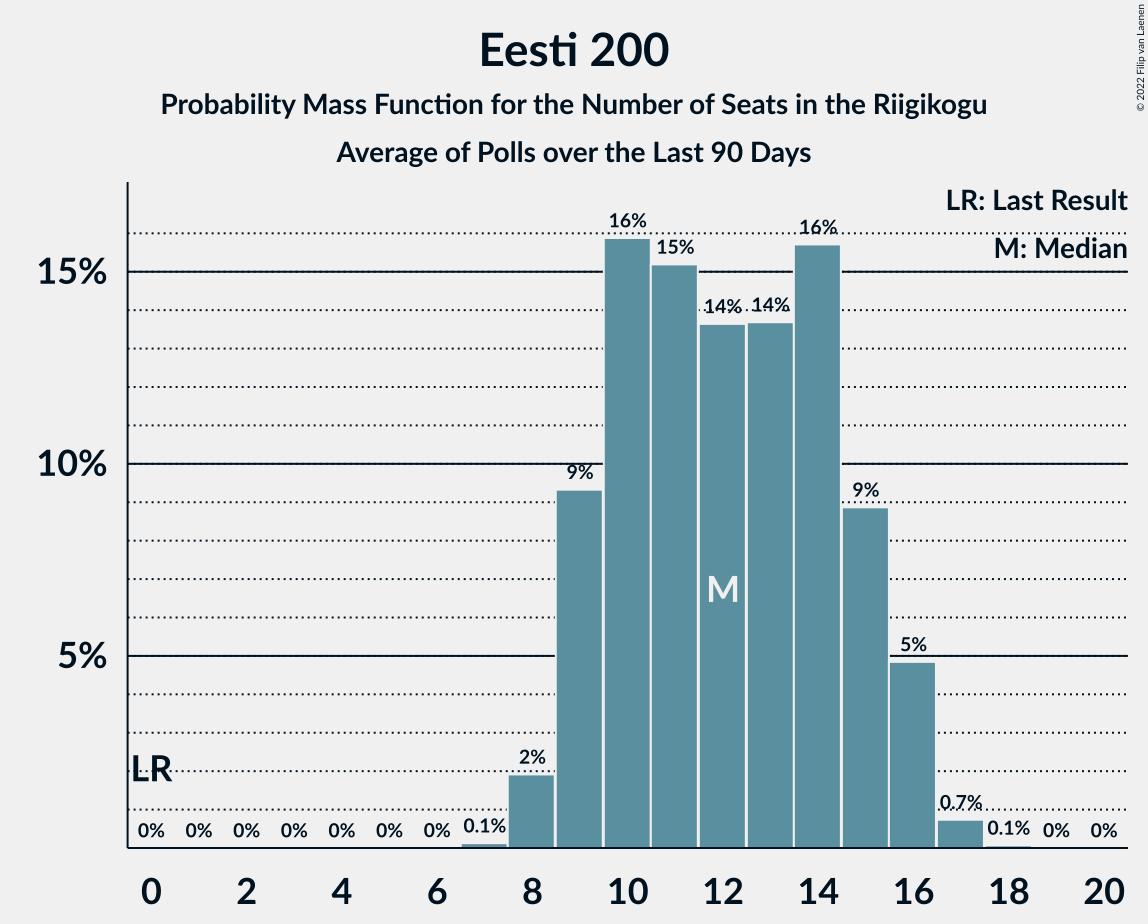 Eesti 200
Probability Mass Function for the Number of Seats in the Riigikogu
Average of Polls over the Last 90 Days
© 2022 Filip van Laenen
LR: Last Result
M: Median
15%
10%
5%
0% 0% 0% 0% 0% 0% 0% 0.1% 2% 9% 16% 15% 14% 14% 16% 9% 5% 0.7% 0.1% 0% 0%
LR
M
0 2 4 6 8 10 12 14 16 18 20